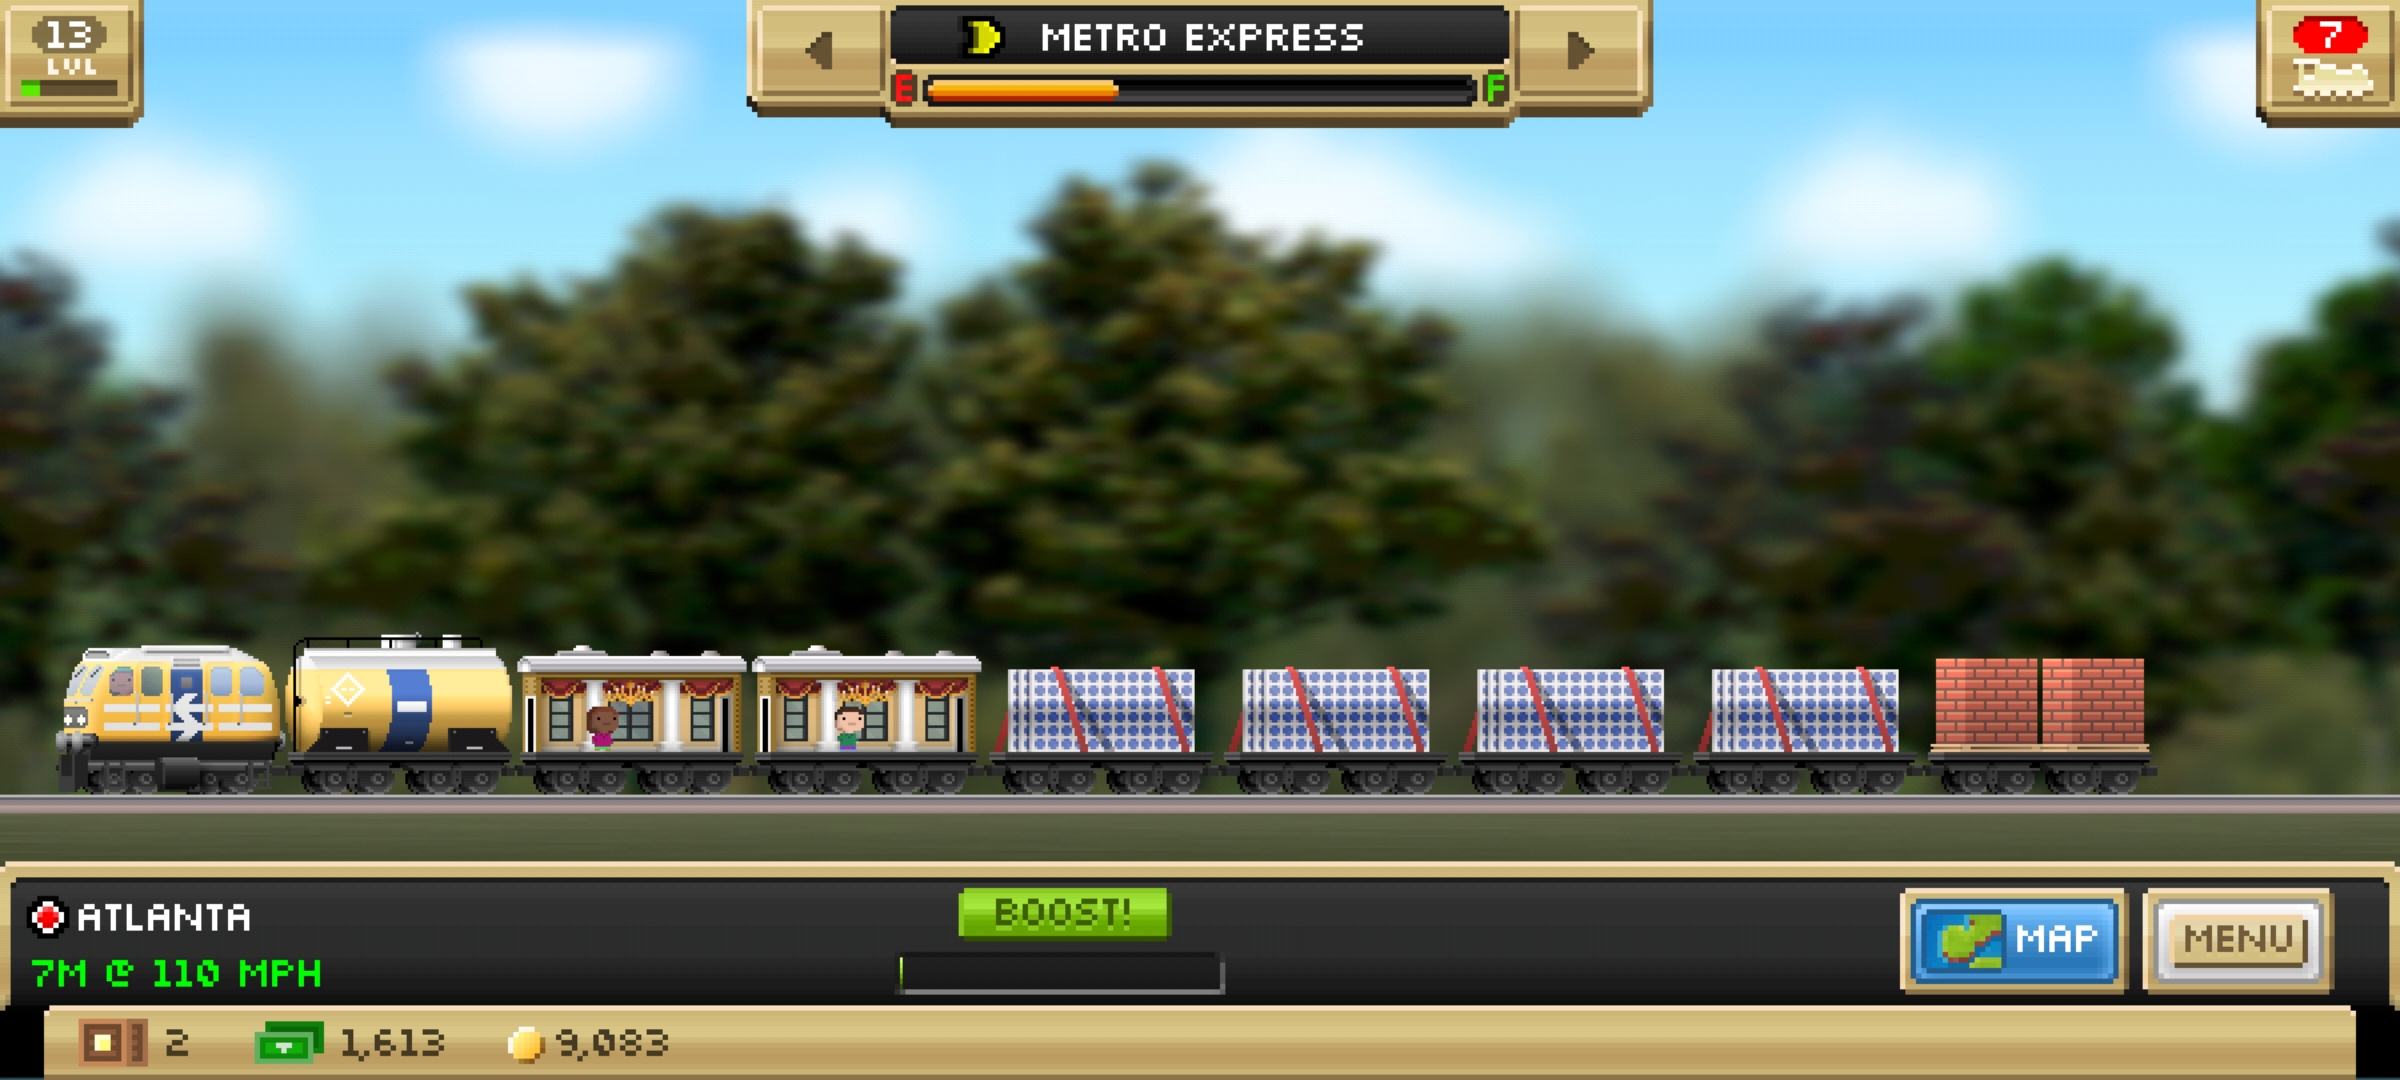 13
LVL
METRO EXPRESS
E F
7
ATLANTA
7M @ 110 MPH
BOOST!
MAP
MENU
2 1,613 9,083